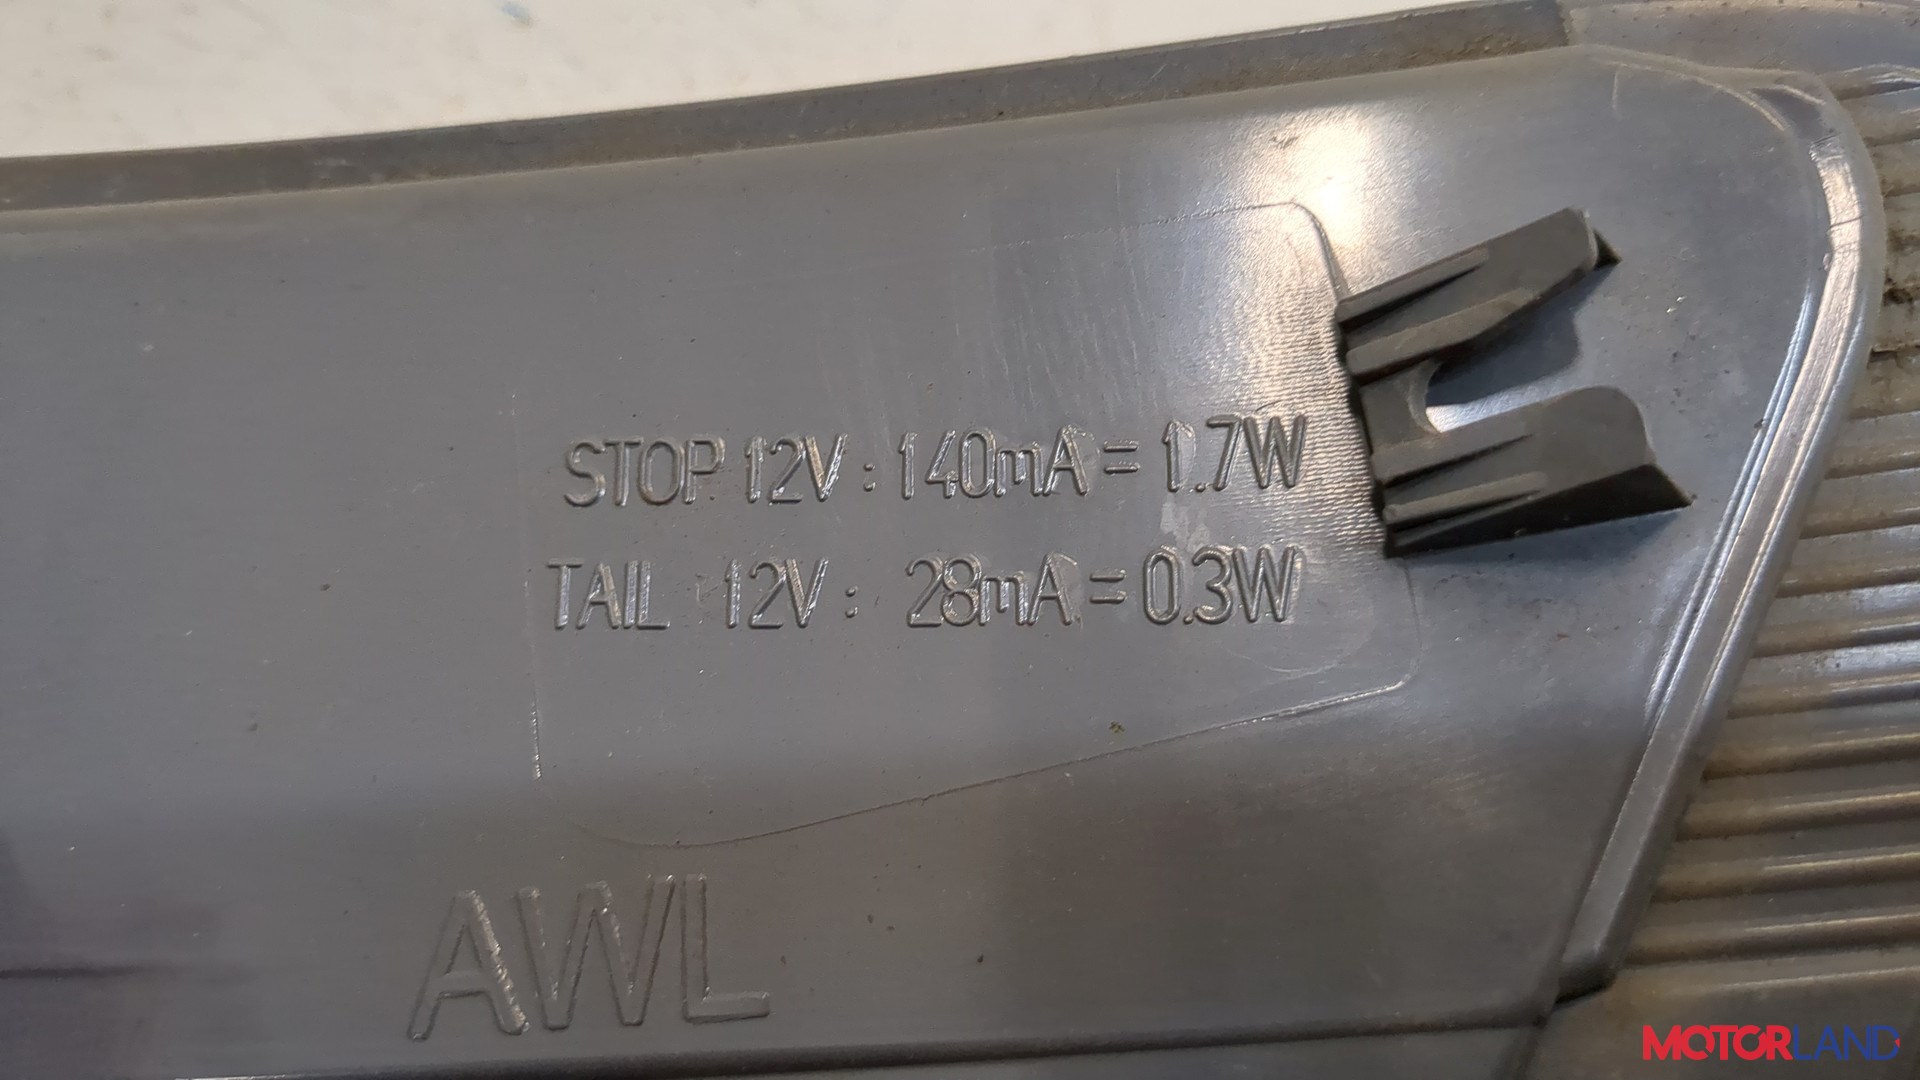 STOP 12V : 140mA = 1.7W
TAIL 12V : 28mA = 0.3W
AWL
MOTORLAND